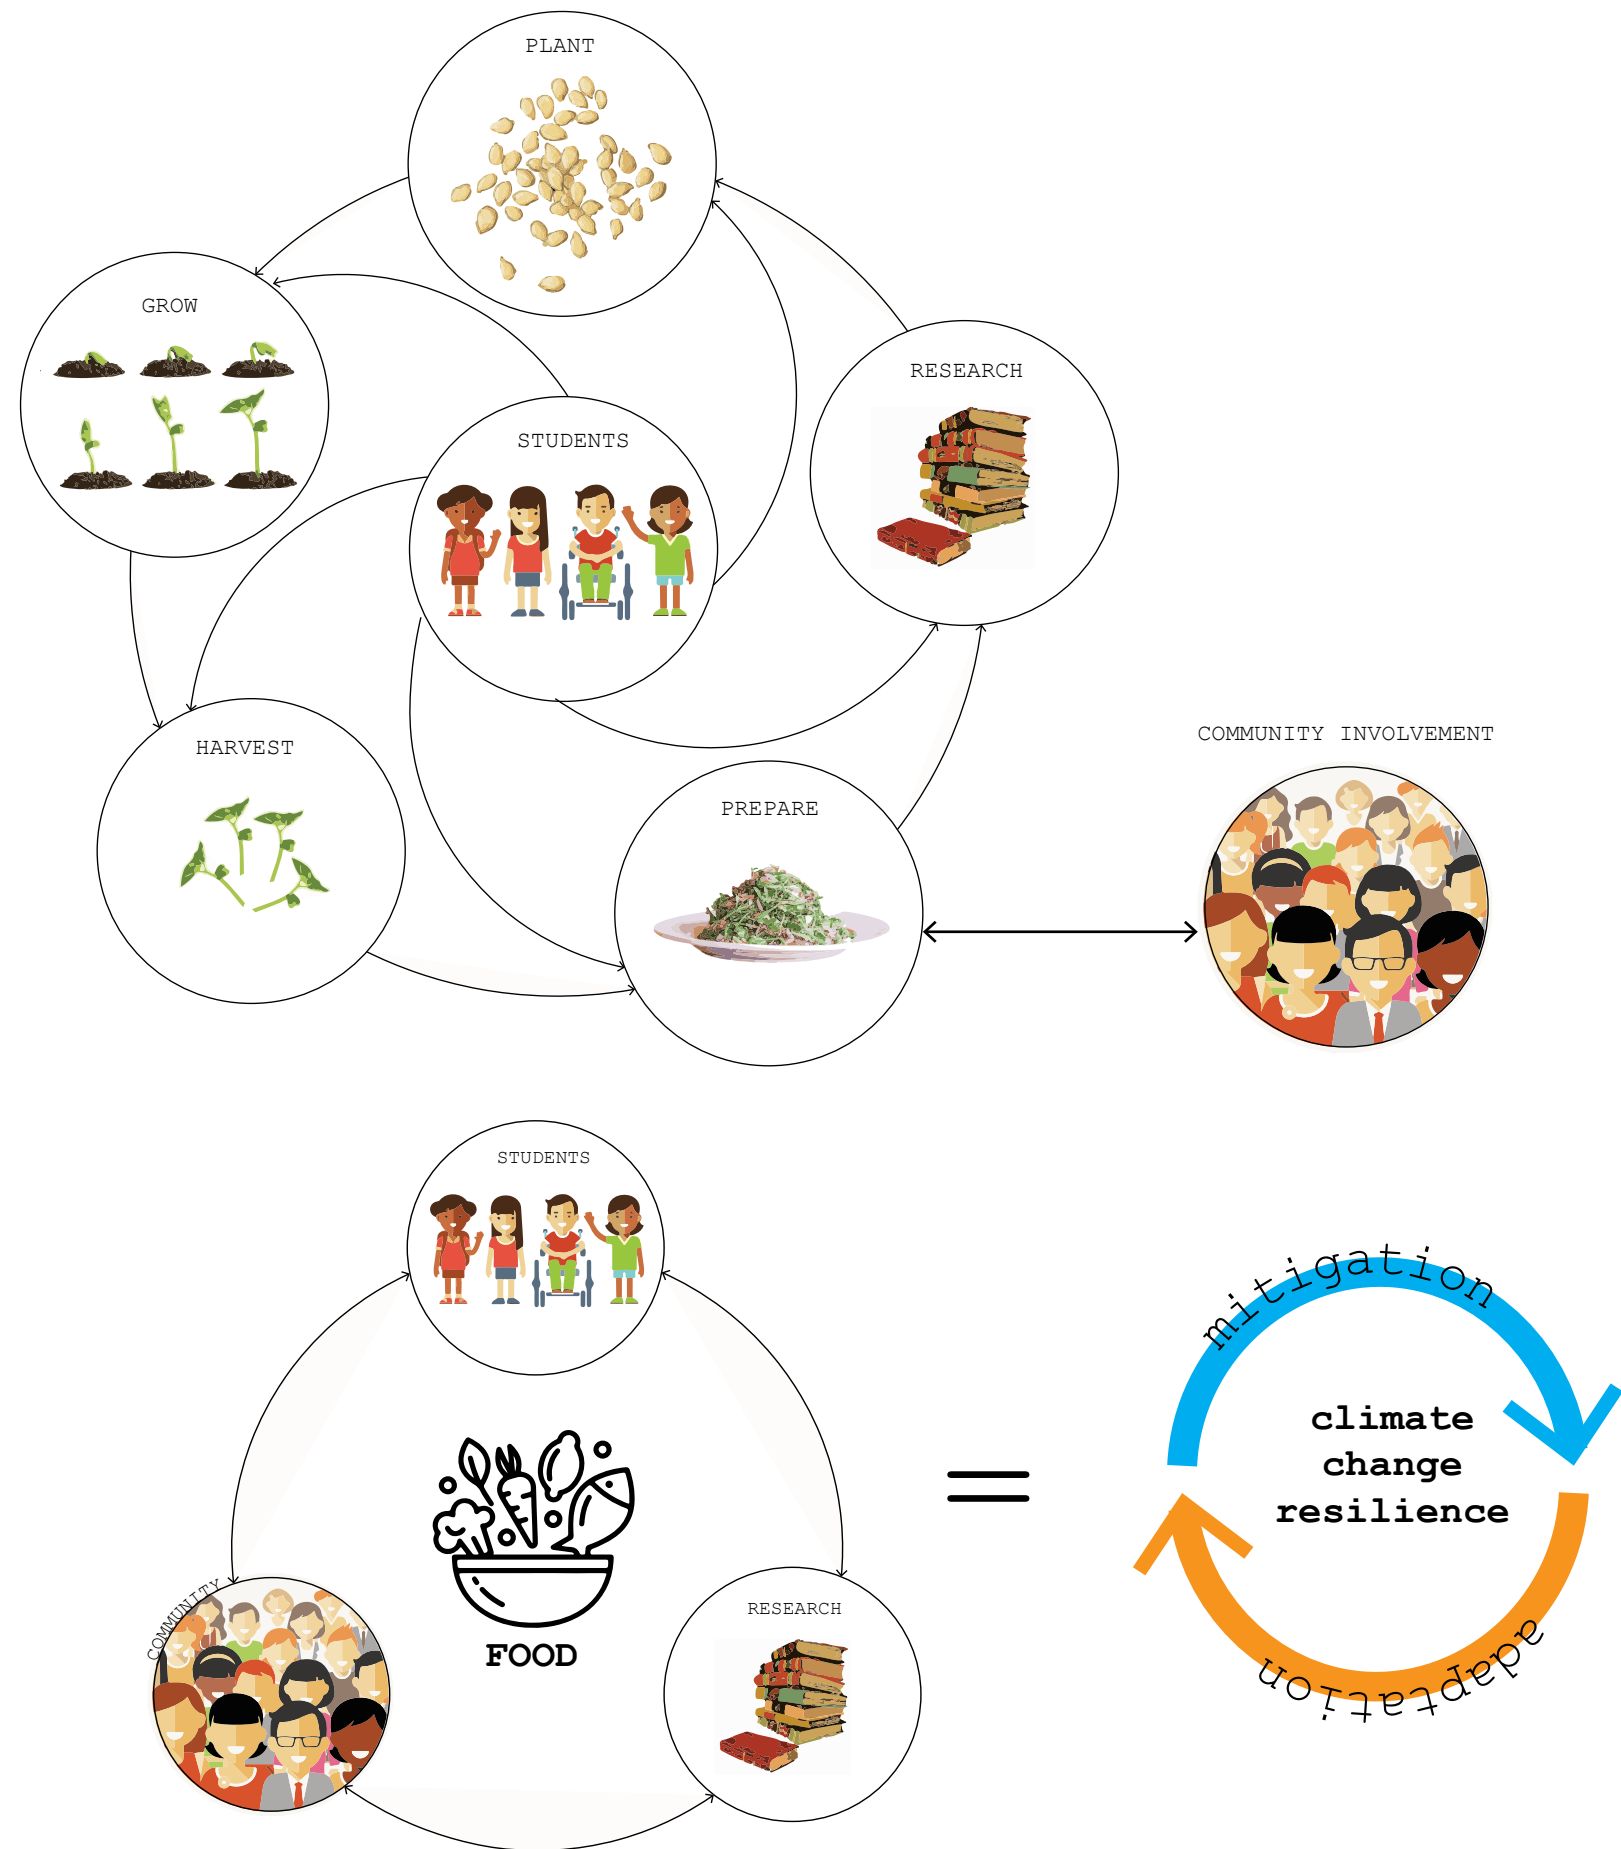 PLANT
GROW
RESEARCH
STUDENTS
COMMUNITY INVOLVEMENT
HARVEST
PREPARE
STUDENTS
mitigation
climate
change
resilience
COMMUNITY
RESEARCH
FOOD
adaptation